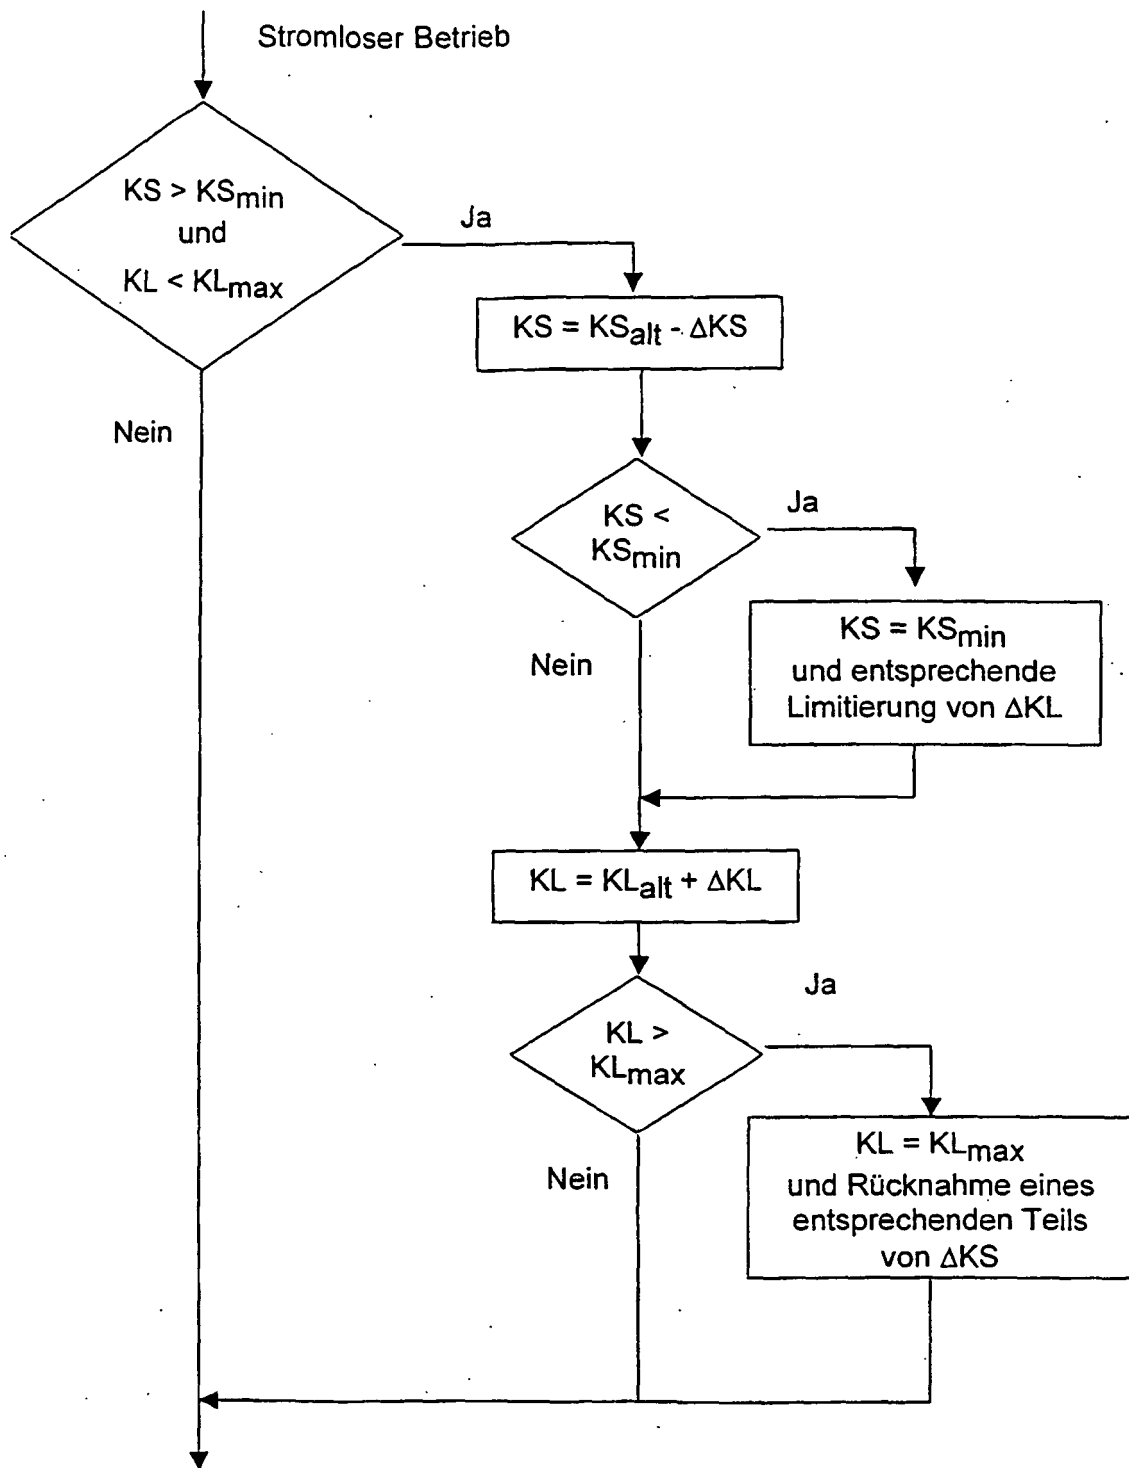 Stromloser Betrieb
KS > KSmin
und
KL < KLmax
Ja
KS = KSalt - ΔKS
Nein
KS <
KSmin
Ja
KS = KSmin
und entsprechende
Limitierung von ΔKL
Nein
KL = KLalt + ΔKL
KL >
KLmax
Ja
KL = KLmax
und Rücknahme eines
entsprechenden Teils
von ΔKS
Nein